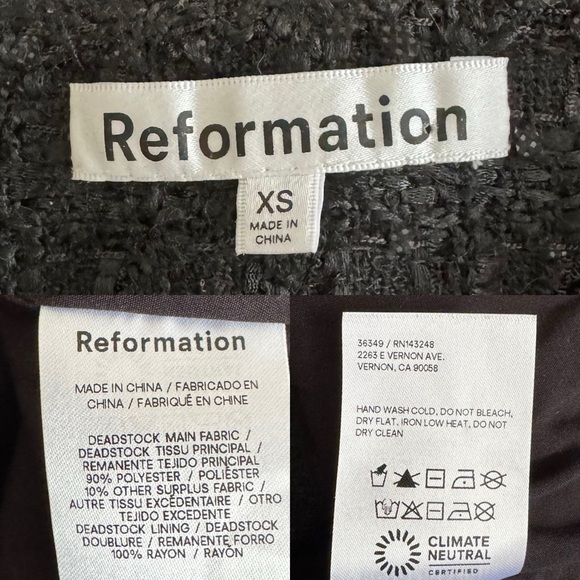 Reformation
XS
MADE IN
CHINA
Reformation
MADE IN CHINA / FABRICADO EN
CHINA / FABRIQUÉ EN CHINE
DEADSTOCK MAIN FABRIC /
DEADSTOCK TISSU PRINCIPAL /
REMANENTE TEJIDO PRINCIPAL
90% POLYESTER / POLIÉSTER
10% OTHER SURPLUS FABRIC /
AUTRE TISSU EXCÉDENTAIRE / OTRO
TEJIDO EXCEDENTE
DEADSTOCK LINING / DEADSTOCK
DOUBLURE / REMANENTE FORRO
100% RAYON / RAYÓN
36349 / RN143248
2263 E VERNON AVE.
VERNON, CA 90058
HAND WASH COLD, DO NOT BLEACH,
DRY FLAT, IRON LOW HEAT, DO NOT
DRY CLEAN
CLIMATE
NEUTRAL
CERTIFIED